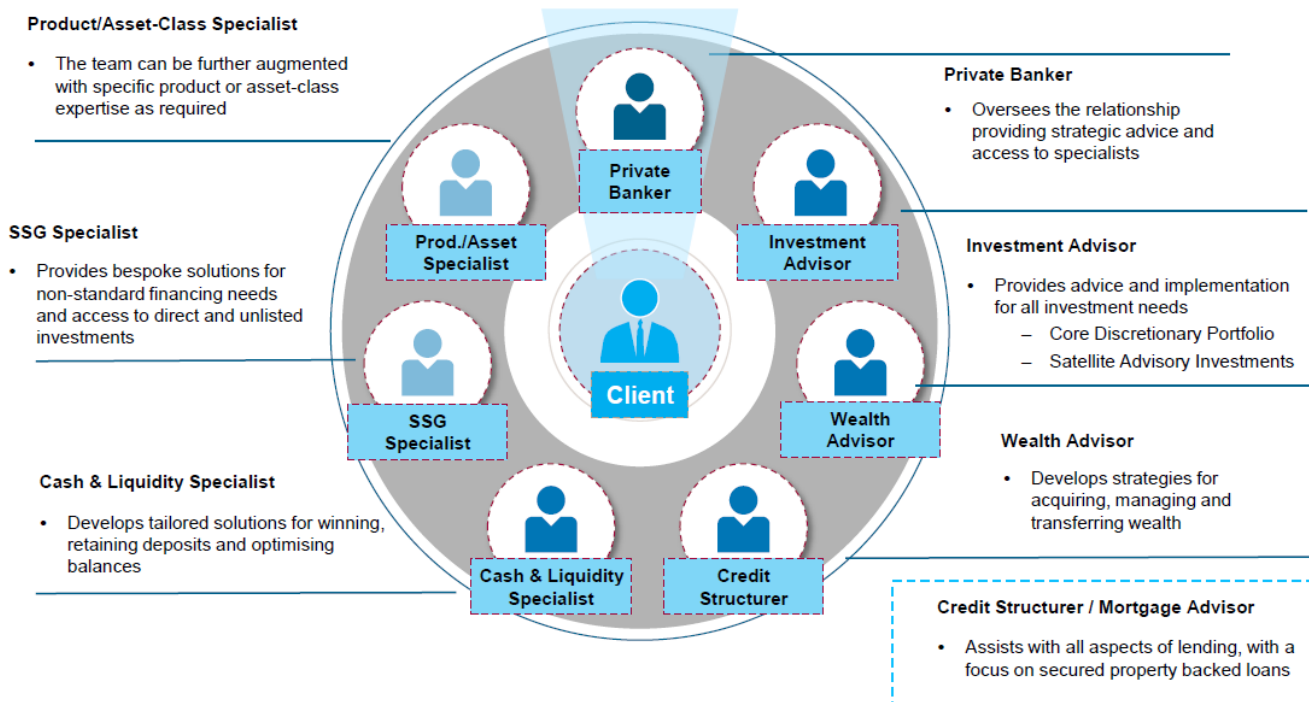 Product/Asset-Class Specialist
• The team can be further augmented
with specific product or asset-class
expertise as required
SSG Specialist
• Provides bespoke solutions for
non-standard financing needs
and access to direct and unlisted
investments
Cash & Liquidity Specialist
• Develops tailored solutions for winning,
retaining deposits and optimising
balances
Private
Banker
Prod./Asset
Specialist
Investment
Advisor
Client
SSG
Specialist
Wealth
Advisor
Cash & Liquidity
Specialist
Credit
Structurer
Private Banker
• Oversees the relationship
providing strategic advice and
access to specialists
Investment Advisor
• Provides advice and implementation
for all investment needs
– Core Discretionary Portfolio
– Satellite Advisory Investments
Wealth Advisor
• Develops strategies for
acquiring, managing and
transferring wealth
Credit Structurer / Mortgage Advisor
• Assists with all aspects of lending, with a
focus on secured property backed loans